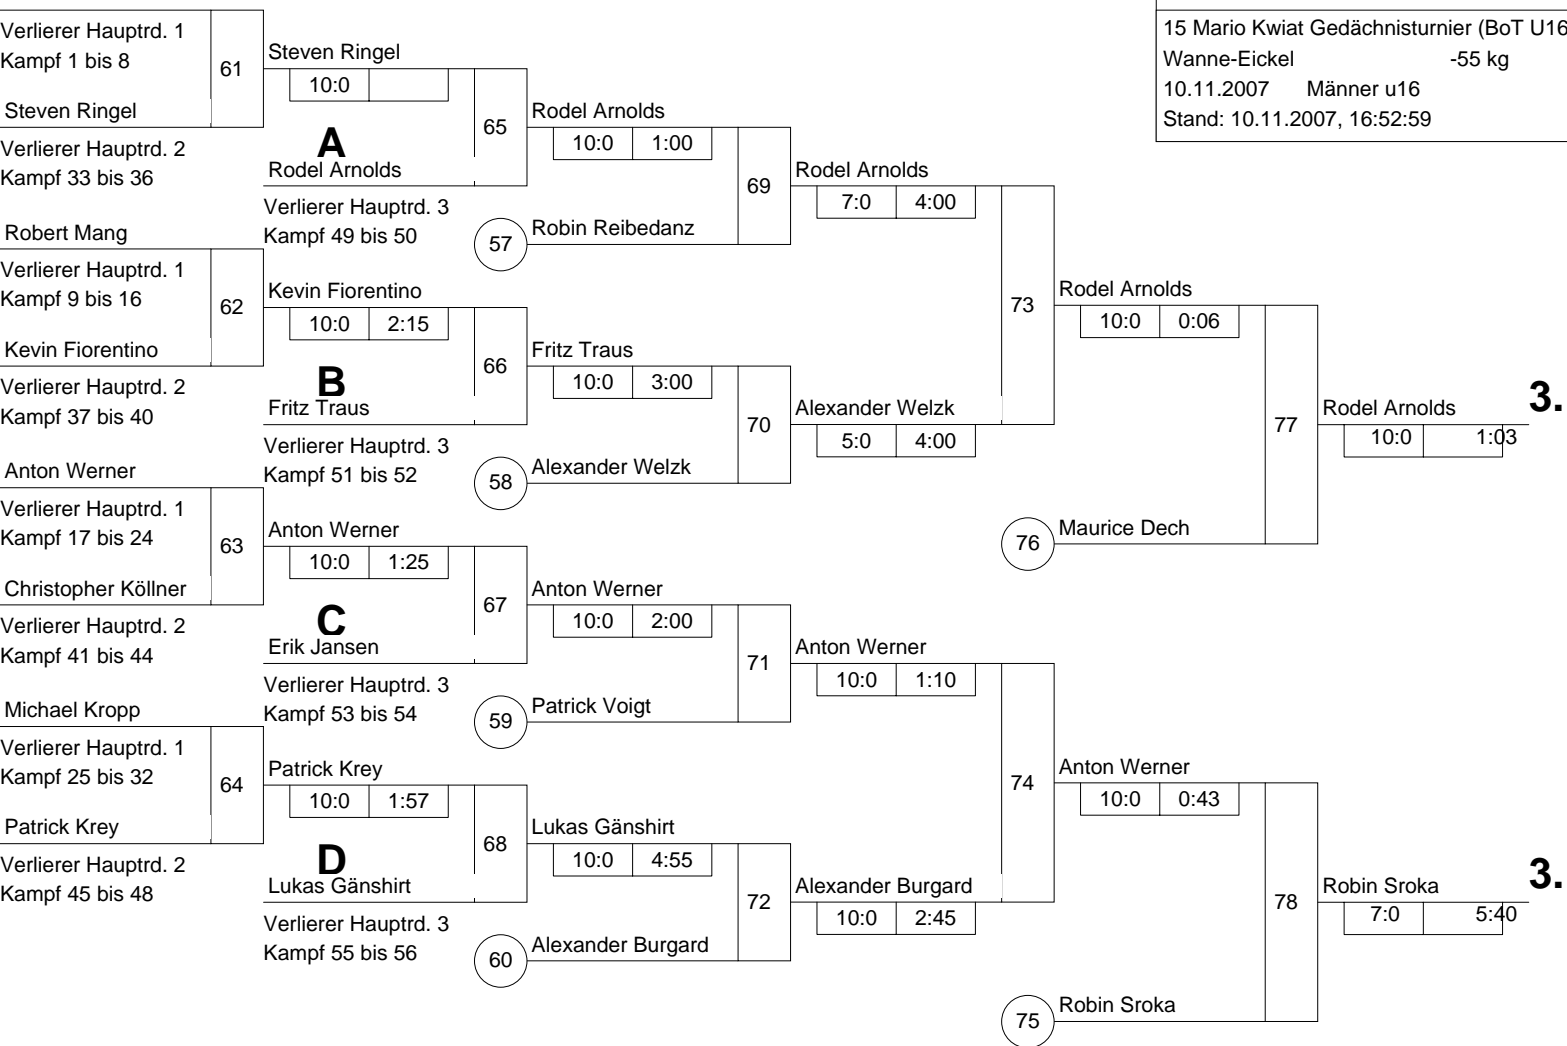 15 Mario Kwiat Gedächnisturnier (BoT U16
Wanne-Eickel -55 kg
10.11.2007 Männer u16
Stand: 10.11.2007, 16:52:59
Verlierer Hauptrd. 1
Kampf 1 bis 8
61
Steven Ringel
Verlierer Hauptrd. 2
Kampf 33 bis 36
Robert Mang
Verlierer Hauptrd. 1
Kampf 9 bis 16
62
Kevin Fiorentino
Verlierer Hauptrd. 2
Kampf 37 bis 40
Anton Werner
Verlierer Hauptrd. 1
Kampf 17 bis 24
63
Christopher Köllner
Verlierer Hauptrd. 2
Kampf 41 bis 44
Michael Kropp
Verlierer Hauptrd. 1
Kampf 25 bis 32
64
Patrick Krey
Verlierer Hauptrd. 2
Kampf 45 bis 48
Steven Ringel
10:0
A
65
Rodel Arnolds
Verlierer Hauptrd. 3
Kampf 49 bis 50
Kevin Fiorentino
10:0 2:15
B
66
Fritz Traus
Verlierer Hauptrd. 3
Kampf 51 bis 52
Anton Werner
10:0 1:25
C
67
Erik Jansen
Verlierer Hauptrd. 3
Kampf 53 bis 54
Patrick Krey
10:0 1:57
D
68
Lukas Gänshirt
Verlierer Hauptrd. 3
Kampf 55 bis 56
Rodel Arnolds
10:0 1:00
69
57 Robin Reibedanz
Fritz Traus
10:0 3:00
70
58 Alexander Welzk
Anton Werner
10:0 2:00
71
59 Patrick Voigt
Lukas Gänshirt
10:0 4:55
72
60 Alexander Burgard
Rodel Arnolds
7:0 4:00
73
Alexander Welzk
5:0 4:00
Anton Werner
10:0 1:10
74
Alexander Burgard
10:0 2:45
Rodel Arnolds
10:0 0:06
77
76 Maurice Dech
Anton Werner
10:0 0:43
78
75 Robin Sroka
Rodel Arnolds 3.
10:0 1:03
Robin Sroka 3.
7:0 5:40